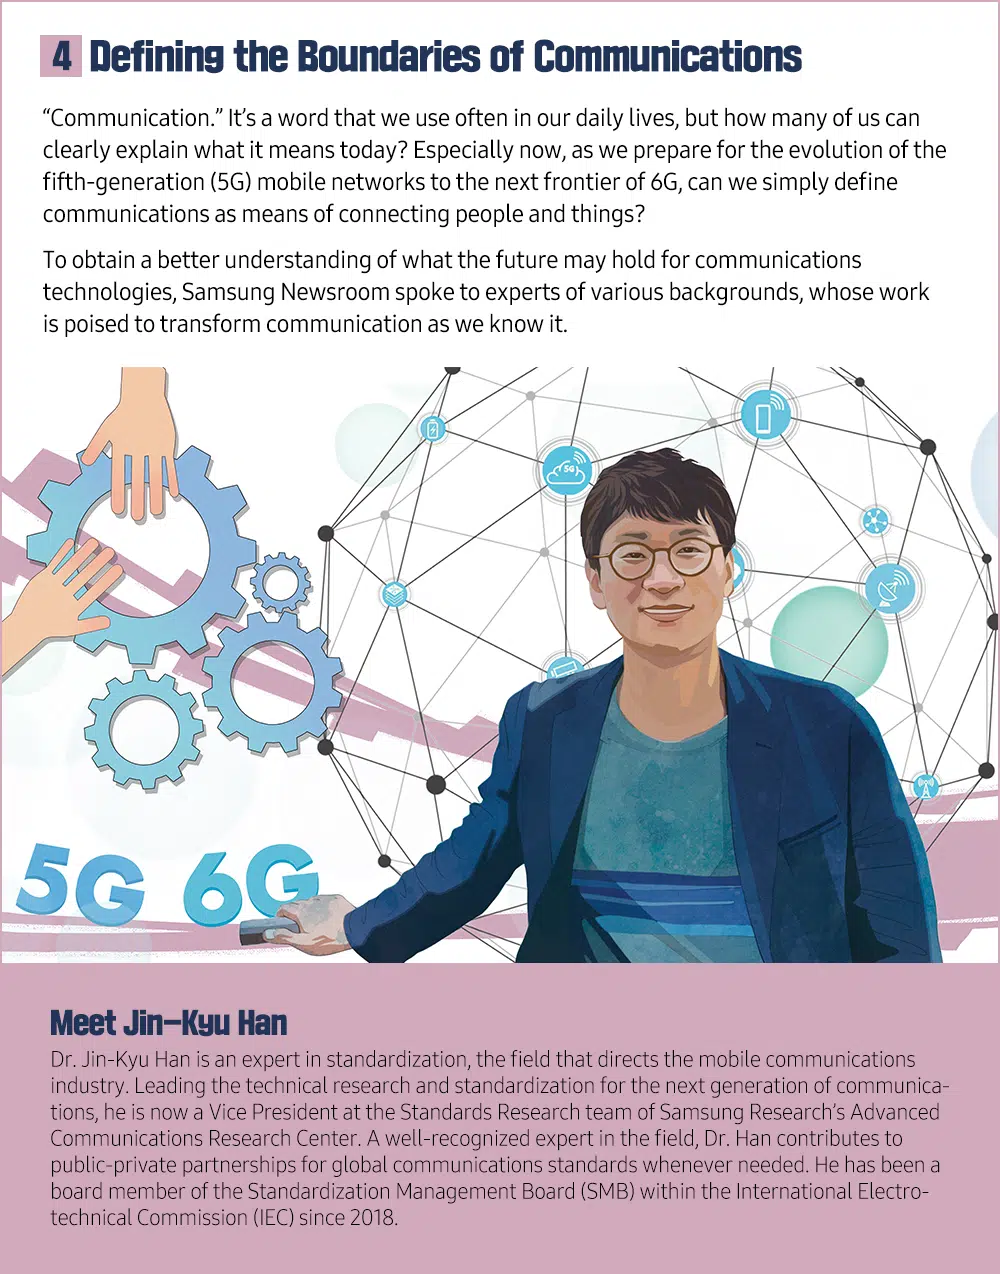 4 Defining the Boundaries of Communications
“Communication.” It’s a word that we use often in our daily lives, but how many of us can
clearly explain what it means today? Especially now, as we prepare for the evolution of the
fifth-generation (5G) mobile networks to the next frontier of 6G, can we simply define
communications as means of connecting people and things?
To obtain a better understanding of what the future may hold for communications
technologies, Samsung Newsroom spoke to experts of various backgrounds, whose work
is poised to transform communication as we know it.
5G
5G 6G
Meet Jin-Kyu Han
Dr. Jin-Kyu Han is an expert in standardization, the field that directs the mobile communications
industry. Leading the technical research and standardization for the next generation of communica-
tions, he is now a Vice President at the Standards Research team of Samsung Research’s Advanced
Communications Research Center. A well-recognized expert in the field, Dr. Han contributes to
public-private partnerships for global communications standards whenever needed. He has been a
board member of the Standardization Management Board (SMB) within the International Electro-
technical Commission (IEC) since 2018.